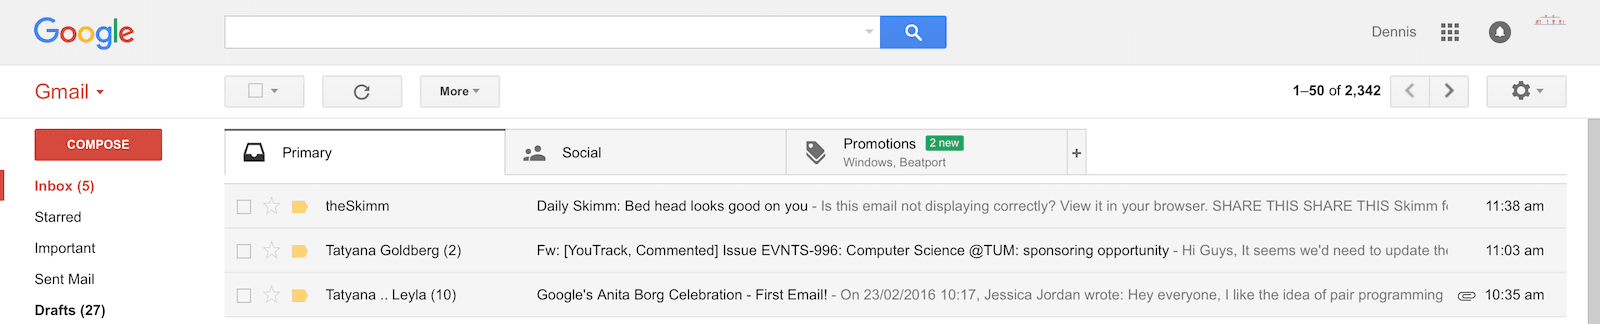 Google
Dennis
Gmail
More
1–50 of 2,342
COMPOSE
Primary
Social
Promotions 2 new
Windows, Beatport
+
Inbox (5)
Starred
Important
Sent Mail
Drafts (27)
theSkimm Daily Skimm: Bed head looks good on you - Is this email not displaying correctly? View it in your browser. SHARE THIS SHARE THIS Skimm 11:38 am
Tatyana Goldberg (2) Fw: [YouTrack, Commented] Issue EVNTS-996: Computer Science @TUM: sponsoring opportunity - Hi Guys, It seems we'd need to update the 11:03 am
Tatyana .. Leyla (10) Google's Anita Borg Celebration - First Email! - On 23/02/2016 10:17, Jessica Jordan wrote: Hey everyone, I like the idea of pair programming 10:35 am